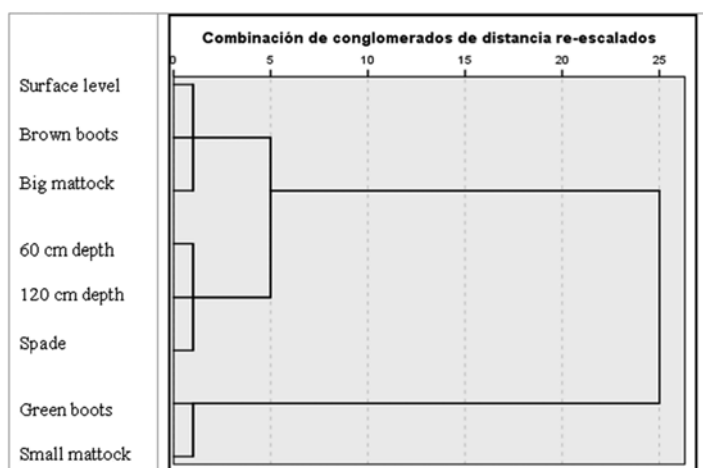 Combinación de conglomerados de distancia re-escalados
0 5 10 15 20 25
Surface level
Brown boots
Big mattock
60 cm depth
120 cm depth
Spade
Green boots
Small mattock